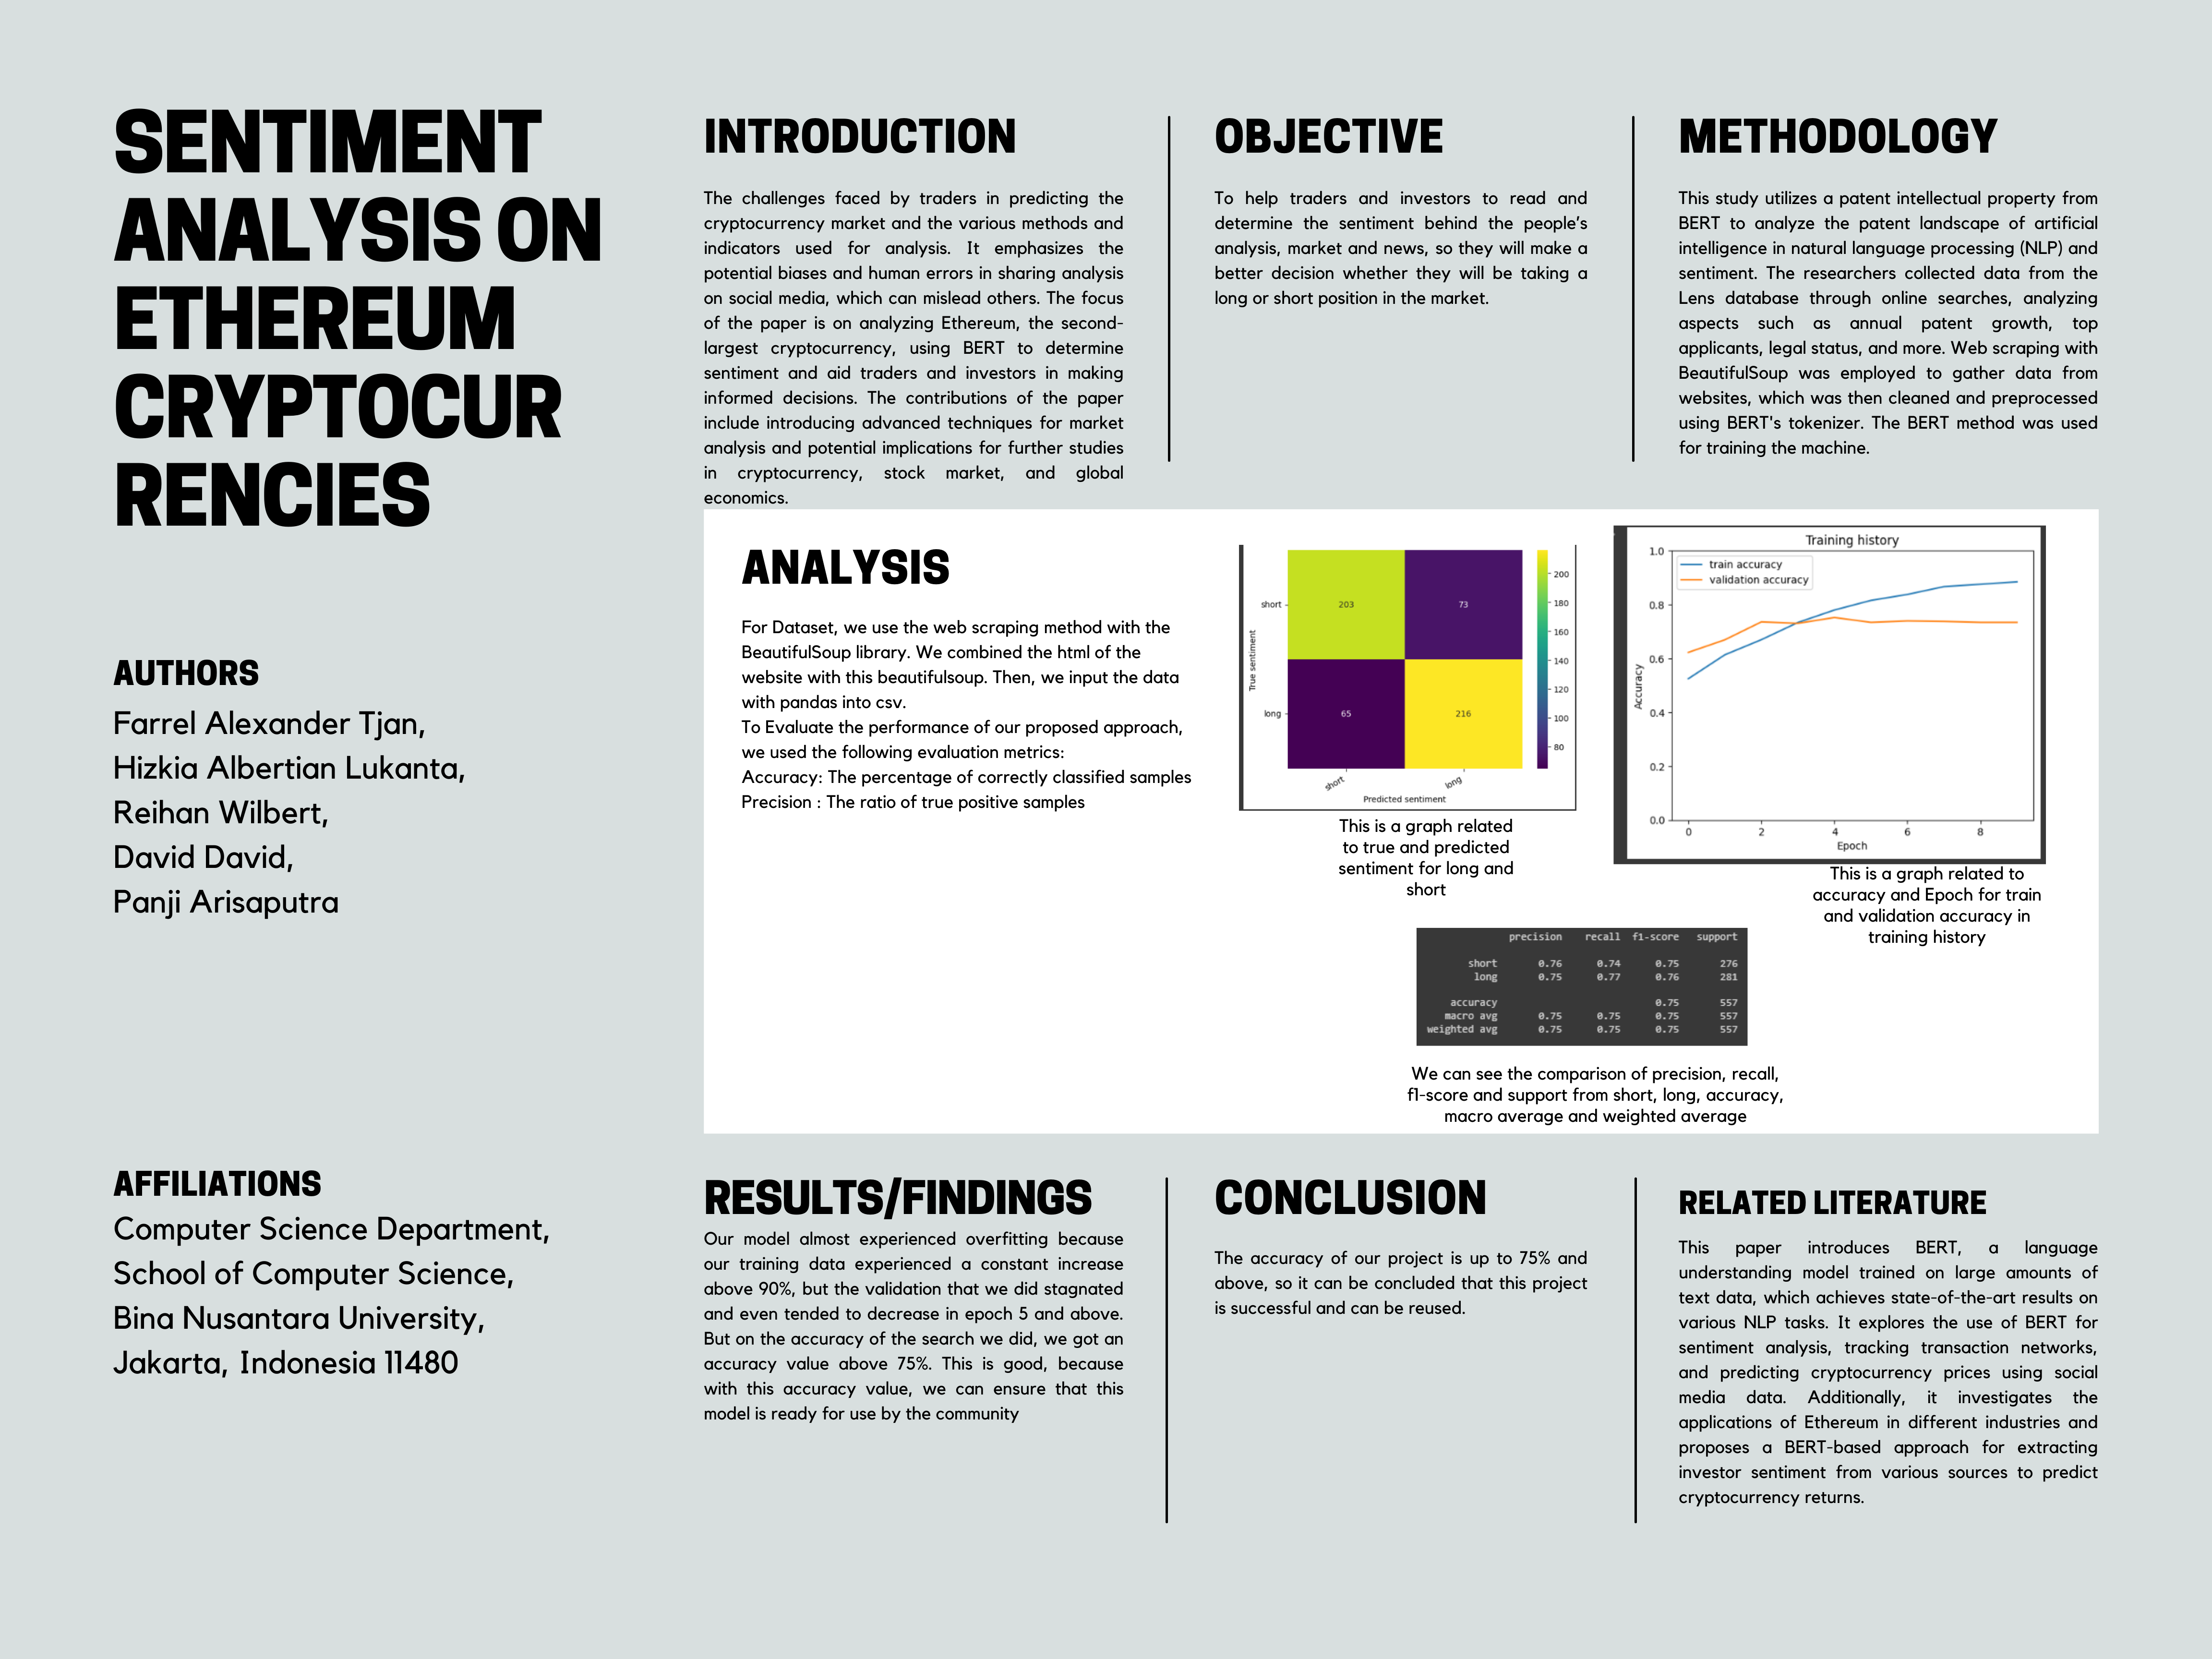 SENTIMENT
ANALYSIS ON
ETHEREUM
CRYPTOCUR
RENCIES
AUTHORS
Farrel Alexander Tjan,
Hizkia Albertian Lukanta,
Reihan Wilbert,
David David,
Panji Arisaputra
AFFILIATIONS
Computer Science Department,
School of Computer Science,
Bina Nusantara University,
Jakarta, Indonesia 11480
INTRODUCTION
The challenges faced by traders in predicting the
cryptocurrency market and the various methods and
indicators used for analysis. It emphasizes the
potential biases and human errors in sharing analysis
on social media, which can mislead others. The focus
of the paper is on analyzing Ethereum, the second-
largest cryptocurrency, using BERT to determine
sentiment and aid traders and investors in making
informed decisions. The contributions of the paper
include introducing advanced techniques for market
analysis and potential implications for further studies
in cryptocurrency, stock market, and global
economics.
OBJECTIVE
To help traders and investors to read and
determine the sentiment behind the people's
analysis, market and news, so they will make a
better decision whether they will be taking a
long or short position in the market.
METHODOLOGY
This study utilizes a patent intellectual property from
BERT to analyze the patent landscape of artificial
intelligence in natural language processing (NLP) and
sentiment. The researchers collected data from the
Lens database through online searches, analyzing
aspects such as annual patent growth, top
applicants, legal status, and more. Web scraping with
BeautifulSoup was employed to gather data from
websites, which was then cleaned and preprocessed
using BERT's tokenizer. The BERT method was used
for training the machine.
ANALYSIS
For Dataset, we use the web scraping method with the
BeautifulSoup library. We combined the html of the
website with this beautifulsoup. Then, we input the data
with pandas into csv.
To Evaluate the performance of our proposed approach,
we used the following evaluation metrics:
Accuracy: The percentage of correctly classified samples
Precision : The ratio of true positive samples
True sentiment
short
203
73
long
65
216
short
long
Predicted sentiment
200
180
160
140
120
100
80
This is a graph related
to true and predicted
sentiment for long and
short
Training history
train accuracy
validation accuracy
Accuracy
1.0
0.8
0.6
0.4
0.2
0.0
0 2 4 6 8
Epoch
This is a graph related to
accuracy and Epoch for train
and validation accuracy in
training history
precision recall f1-score support
short 0.76 0.74 0.75 276
long 0.75 0.77 0.76 281
accuracy 0.75 557
macro avg 0.75 0.75 0.75 557
weighted avg 0.75 0.75 0.75 557
We can see the comparison of precision, recall,
f1-score and support from short, long, accuracy,
macro average and weighted average
RESULTS/FINDINGS
Our model almost experienced overfitting because
our training data experienced a constant increase
above 90%, but the validation that we did stagnated
and even tended to decrease in epoch 5 and above.
But on the accuracy of the search we did, we got an
accuracy value above 75%. This is good, because
with this accuracy value, we can ensure that this
model is ready for use by the community
CONCLUSION
The accuracy of our project is up to 75% and
above, so it can be concluded that this project
is successful and can be reused.
RELATED LITERATURE
This paper introduces BERT, a language
understanding model trained on large amounts of
text data, which achieves state-of-the-art results on
various NLP tasks. It explores the use of BERT for
sentiment analysis, tracking transaction networks,
and predicting cryptocurrency prices using social
media data. Additionally, it investigates the
applications of Ethereum in different industries and
proposes a BERT-based approach for extracting
investor sentiment from various sources to predict
cryptocurrency returns.